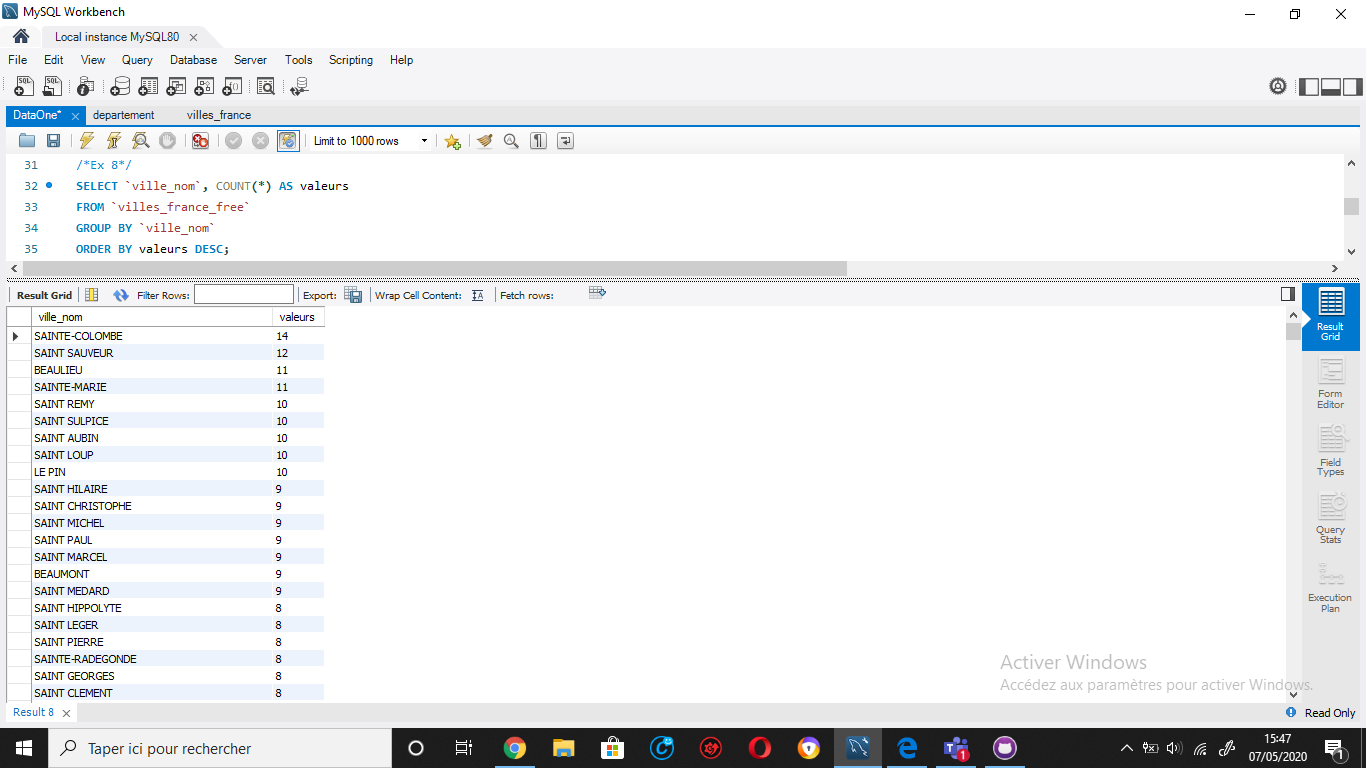 MySQL Workbench
Local instance MySQL80
File Edit View Query Database Server Tools Scripting Help
DataOne* departement villes_france
Limit to 1000 rows
31 /*Ex 8*/
32 SELECT `ville_nom`, COUNT(*) AS valeurs
33 FROM `villes_france_free`
34 GROUP BY `ville_nom`
35 ORDER BY valeurs DESC;
Result Grid Filter Rows: Export: Wrap Cell Content: Fetch rows:
ville_nom valeurs
SAINTE-COLOMBE 14
SAINT SAUVEUR 12
BEAULIEU 11
SAINTE-MARIE 11
SAINT REMY 10
SAINT SULPICE 10
SAINT AUBIN 10
SAINT LOUP 10
LE PIN 10
SAINT HILAIRE 9
SAINT CHRISTOPHE 9
SAINT MICHEL 9
SAINT PAUL 9
SAINT MARCEL 9
BEAUMONT 9
SAINT MEDARD 9
SAINT HIPPOLYTE 8
SAINT LEGER 8
SAINT PIERRE 8
SAINTE-RADEGONDE 8
SAINT GEORGES 8
SAINT CLEMENT 8
Result
Grid
Form
Editor
Field
Types
Query
Stats
Execution
Plan
Activer Windows
Accédez aux paramètres pour activer Windows.
Result 8
Read Only
Taper ici pour rechercher
15:47
07/05/2020